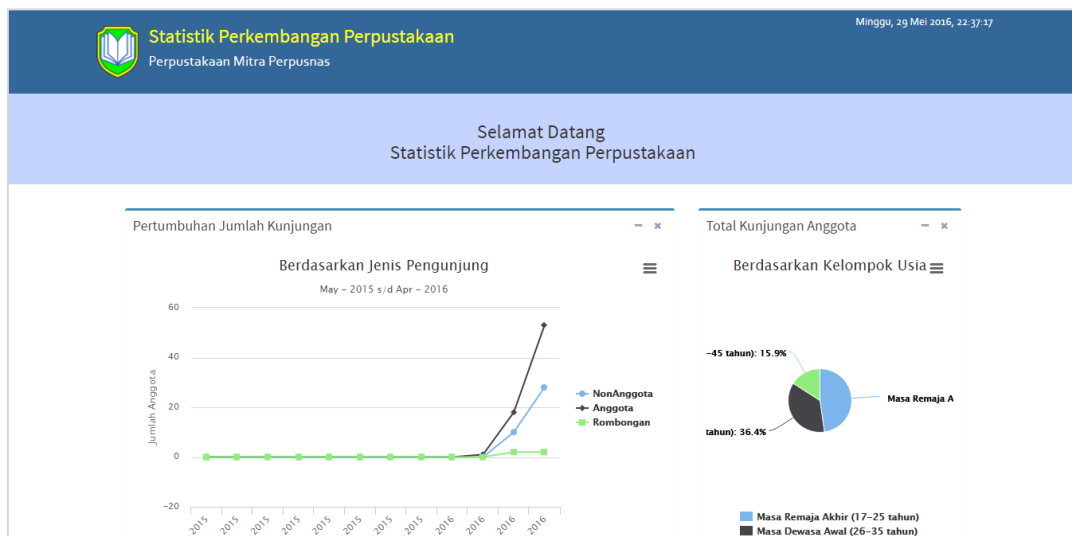 Statistik Perkembangan Perpustakaan
Perpustakaan Mitra Perpusnas
Minggu, 29 Mei 2016, 22:37:17
Selamat Datang
Statistik Perkembangan Perpustakaan
Pertumbuhan Jumlah Kunjungan
Berdasarkan Jenis Pengunjung
May - 2015 s/d Apr - 2016
Jumlah Anggota
60
40
20
0
-20
2015 2015 2015 2015 2015 2015 2015 2015 2016 2016 2016 2016
NonAnggota
Anggota
Rombongan
Total Kunjungan Anggota
Berdasarkan Kelompok Usia
-45 tahun): 15.9%
Masa Remaja A
tahun): 36.4%
Masa Remaja Akhir (17-25 tahun)
Masa Dewasa Awal (26-35 tahun)